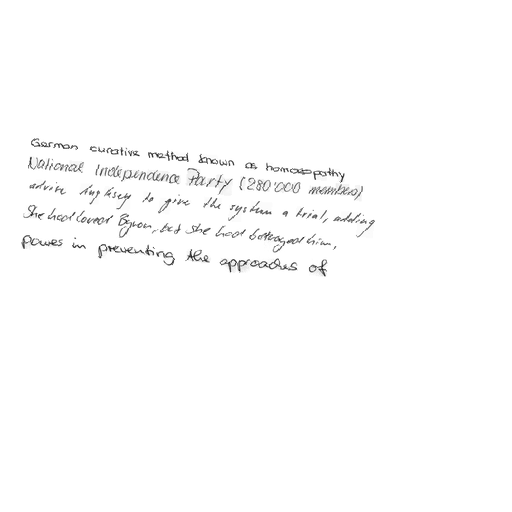 German curative method known as homoeopathy
National Independence Party (280'000 members)
advise Anglesey to give the system a trial, adding
She had loved Byron, but she had betrayed him,
power in preventing the approaches of